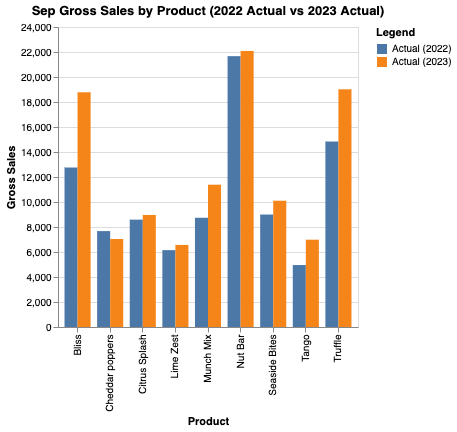 Sep Gross Sales by Product (2022 Actual vs 2023 Actual)
Legend
Actual (2022)
Actual (2023)
Gross Sales
24,000
22,000
20,000
18,000
16,000
14,000
12,000
10,000
8,000
6,000
4,000
2,000
0
Bliss
Cheddar poppers
Citrus Splash
Lime Zest
Munch Mix
Nut Bar
Seaside Bites
Tango
Truffle
Product